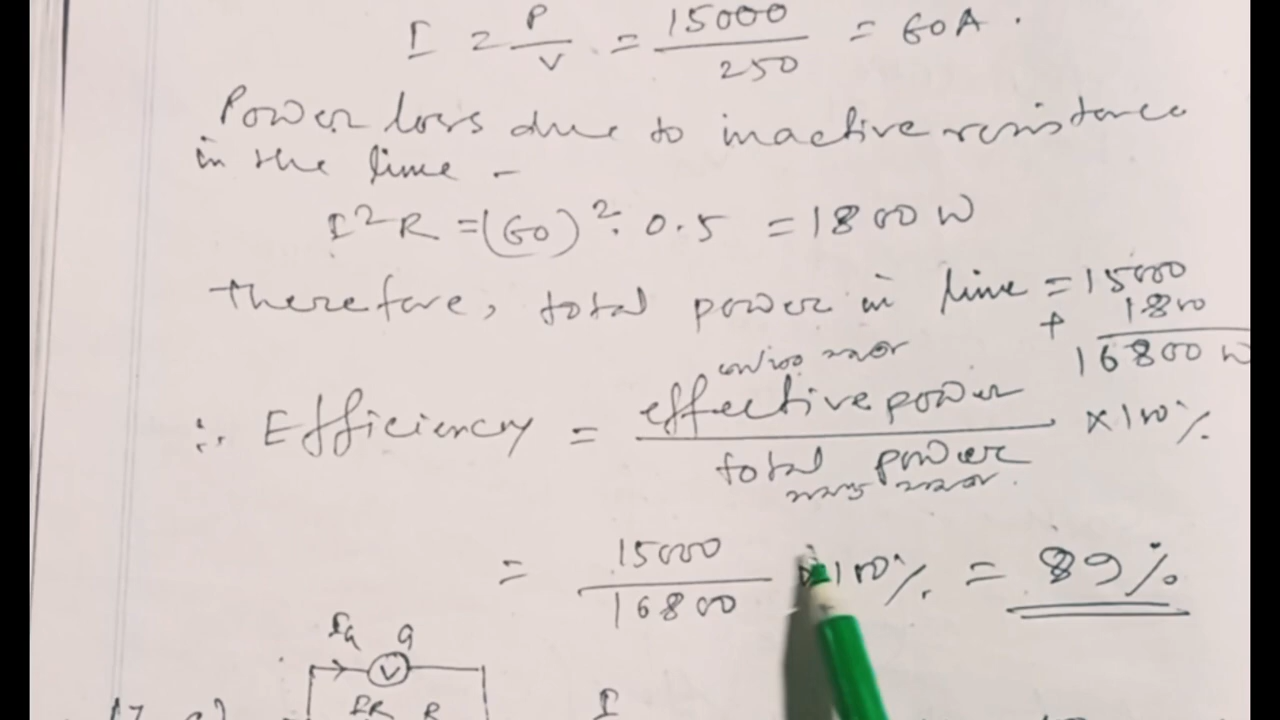 I = P/V = 15000/250 = 60A.
Power loss due to inactive resistance
in the line -
I²R = (60)². 0.5 = 1800 W
Therefore, total power in line = 15000
+ 1800
16800 W
∴ Efficiency = effective power / total power × 100%
= 15000/16800 × 100% = 89%
Ia G
V
R
I